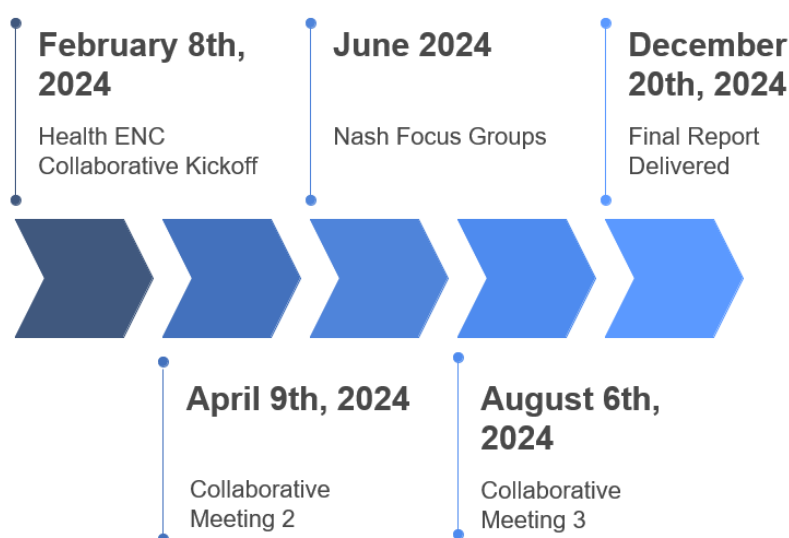 February 8th,
2024
Health ENC
Collaborative Kickoff
June 2024
Nash Focus Groups
December
20th, 2024
Final Report
Delivered
April 9th, 2024
Collaborative
Meeting 2
August 6th,
2024
Collaborative
Meeting 3